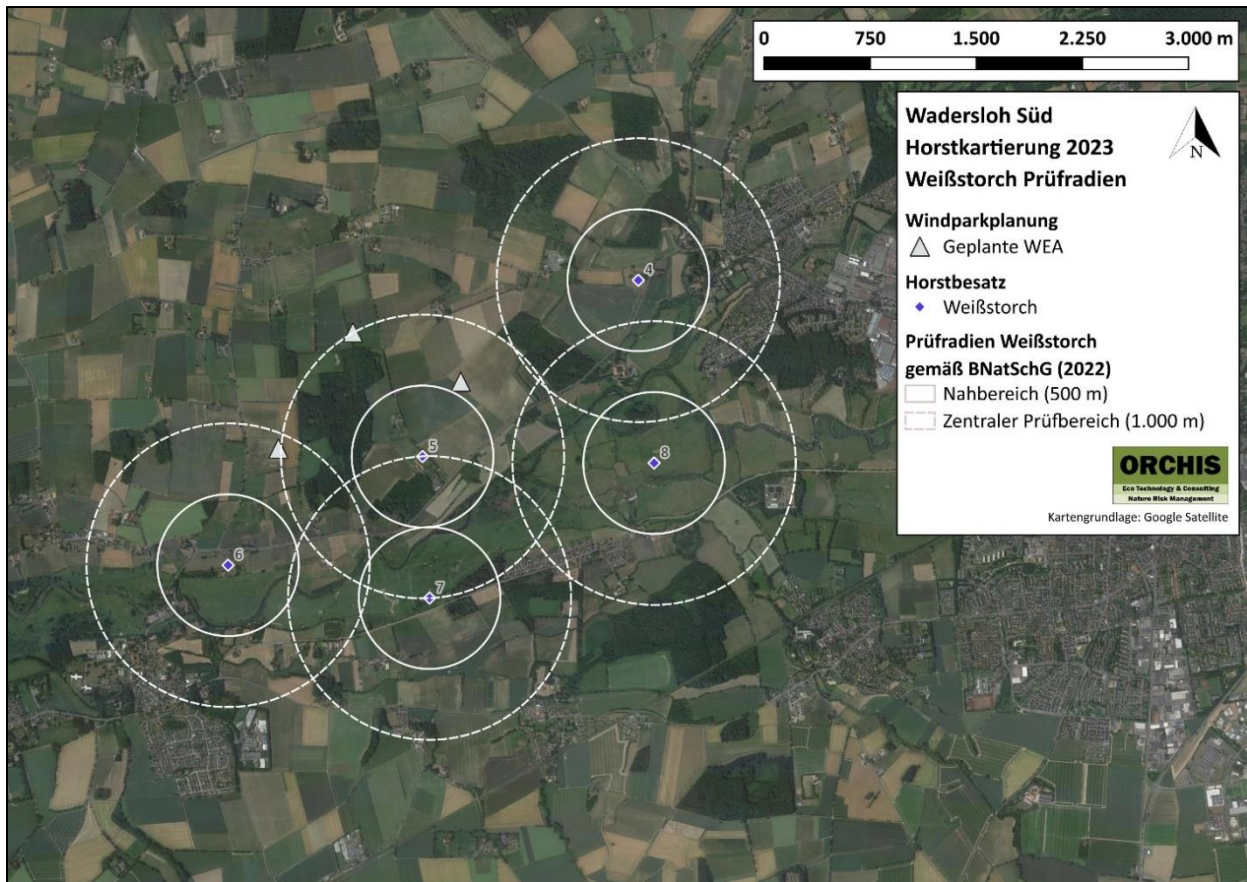 0 750 1.500 2.250 3.000 m
Wadersloh Süd
Horstkartierung 2023
Weißstorch Prüfradien
N
Windparkplanung
Geplante WEA
Horstbesatz
Weißstorch
Prüfradien Weißstorch
gemäß BNatSchG (2022)
Nahbereich (500 m)
Zentraler Prüfbereich (1.000 m)
ORCHIS
Eco Technology & Consulting
Nature Risk Management
Kartengrundlage: Google Satellite
4
5
8
6
7